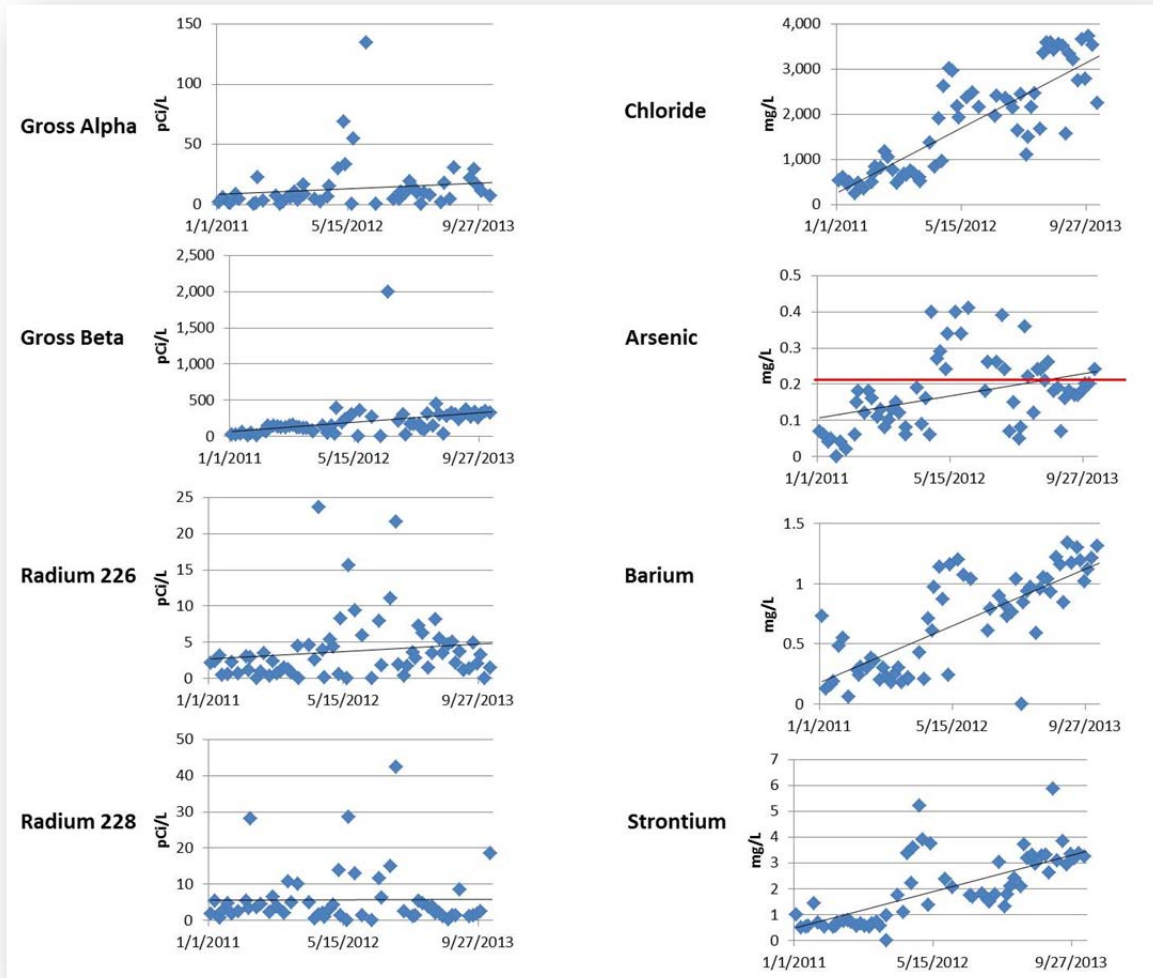 Gross Alpha
pCi/L
150
100
50
0
1/1/2011 5/15/2012 9/27/2013
Chloride
mg/L
4,000
3,000
2,000
1,000
0
1/1/2011 5/15/2012 9/27/2013
Gross Beta
pCi/L
2,500
2,000
1,500
1,000
500
0
1/1/2011 5/15/2012 9/27/2013
Arsenic
mg/L
0.5
0.4
0.3
0.2
0.1
0
1/1/2011 5/15/2012 9/27/2013
Radium 226
pCi/L
25
20
15
10
5
0
1/1/2011 5/15/2012 9/27/2013
Barium
mg/L
1.5
1
0.5
0
1/1/2011 5/15/2012 9/27/2013
Radium 228
pCi/L
50
40
30
20
10
0
1/1/2011 5/15/2012 9/27/2013
Strontium
mg/L
7
6
5
4
3
2
1
0
1/1/2011 5/15/2012 9/27/2013